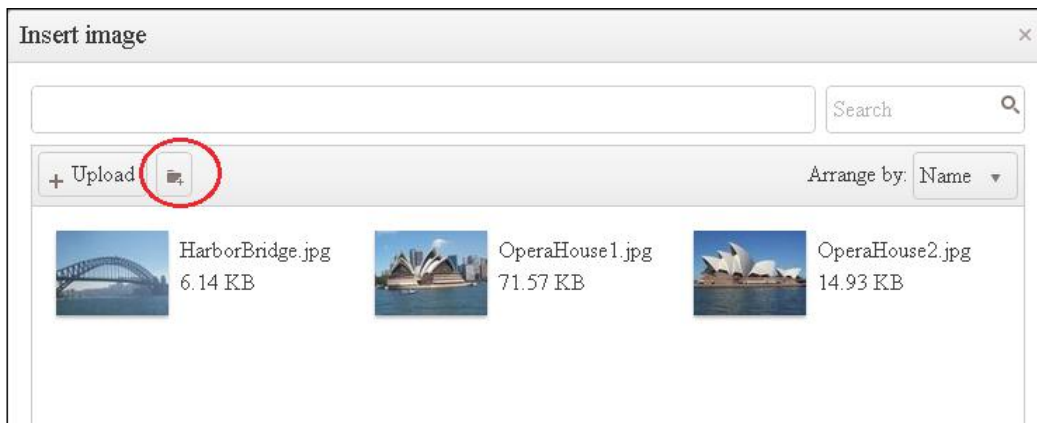 Insert image
Search
Upload
Arrange by: Name
HarborBridge.jpg
6.14 KB
OperaHouse1.jpg
71.57 KB
OperaHouse2.jpg
14.93 KB